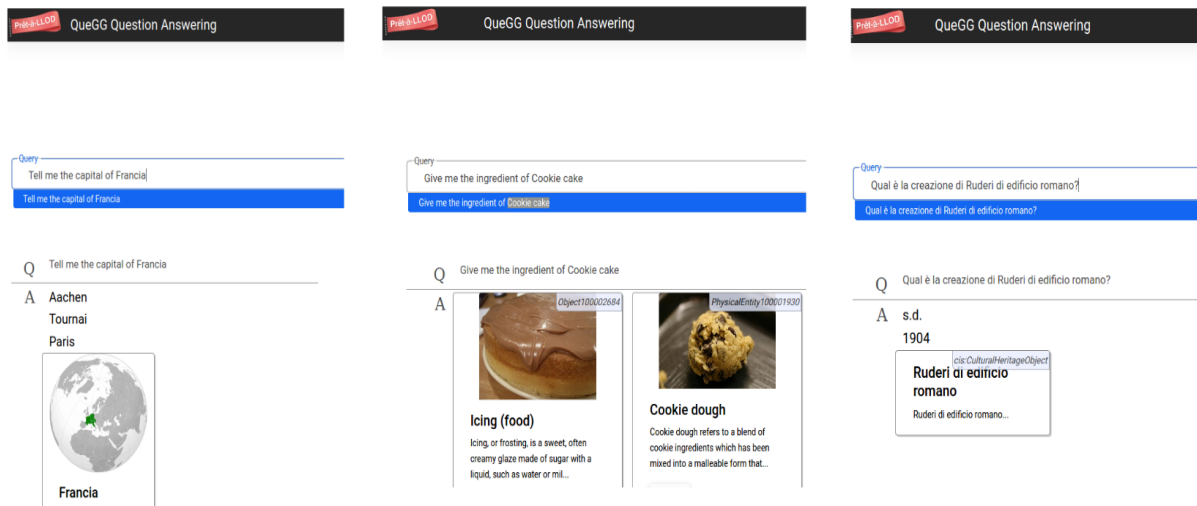 Prêt-à-LLOD
QueGG Question Answering
Query
Tell me the capital of Francia
Tell me the capital of Francia
Q Tell me the capital of Francia
A Aachen
Tournai
Paris
Francia
Prêt-à-LLOD
QueGG Question Answering
Query
Give me the ingredient of Cookie cake
Give me the ingredient of Cookie cake
Q Give me the ingredient of Cookie cake
A
Object100002684
Icing (food)
Icing, or frosting, is a sweet, often
creamy glaze made of sugar with a
liquid, such as water or mil...
PhysicalEntity100001930
Cookie dough
Cookie dough refers to a blend of
cookie ingredients which has been
mixed into a malleable form that...
Prêt-à-LLOD
QueGG Question Answering
Query
Qual è la creazione di Ruderi di edificio romano?
Qual è la creazione di Ruderi di edificio romano?
Q Qual è la creazione di Ruderi di edificio romano?
A s.d.
1904
cis:CulturalHeritageObject
Ruderi di edificio
romano
Ruderi di edificio romano...